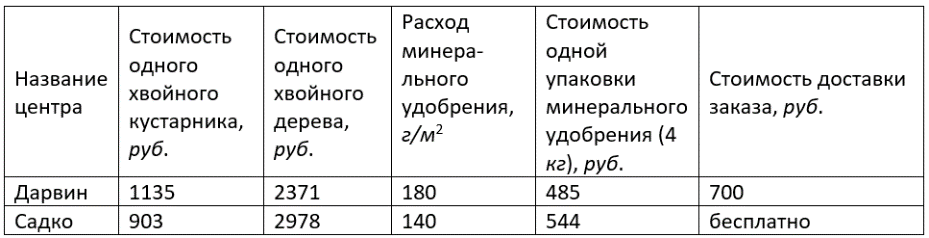 Название
центра
Стоимость
одного
хвойного
кустарника,
руб.
Стоимость
одного
хвойного
дерева,
руб.
Расход
минера-
льного
удобрения,
г/м²
Стоимость
одной
упаковки
минерального
удобрения (4
кг), руб.
Стоимость доставки
заказа, руб.
Дарвин 1135 2371 180 485 700
Садко 903 2978 140 544 бесплатно